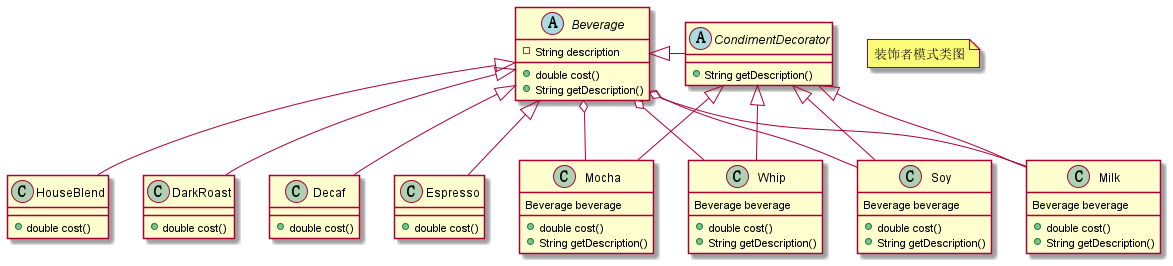 A Beverage
String description
double cost()
String getDescription()
A CondimentDecorator
String getDescription()
装饰者模式类图
C HouseBlend
double cost()
C DarkRoast
double cost()
C Decaf
double cost()
C Espresso
double cost()
C Mocha
Beverage beverage
double cost()
String getDescription()
C Whip
Beverage beverage
double cost()
String getDescription()
C Soy
Beverage beverage
double cost()
String getDescription()
C Milk
Beverage beverage
double cost()
String getDescription()